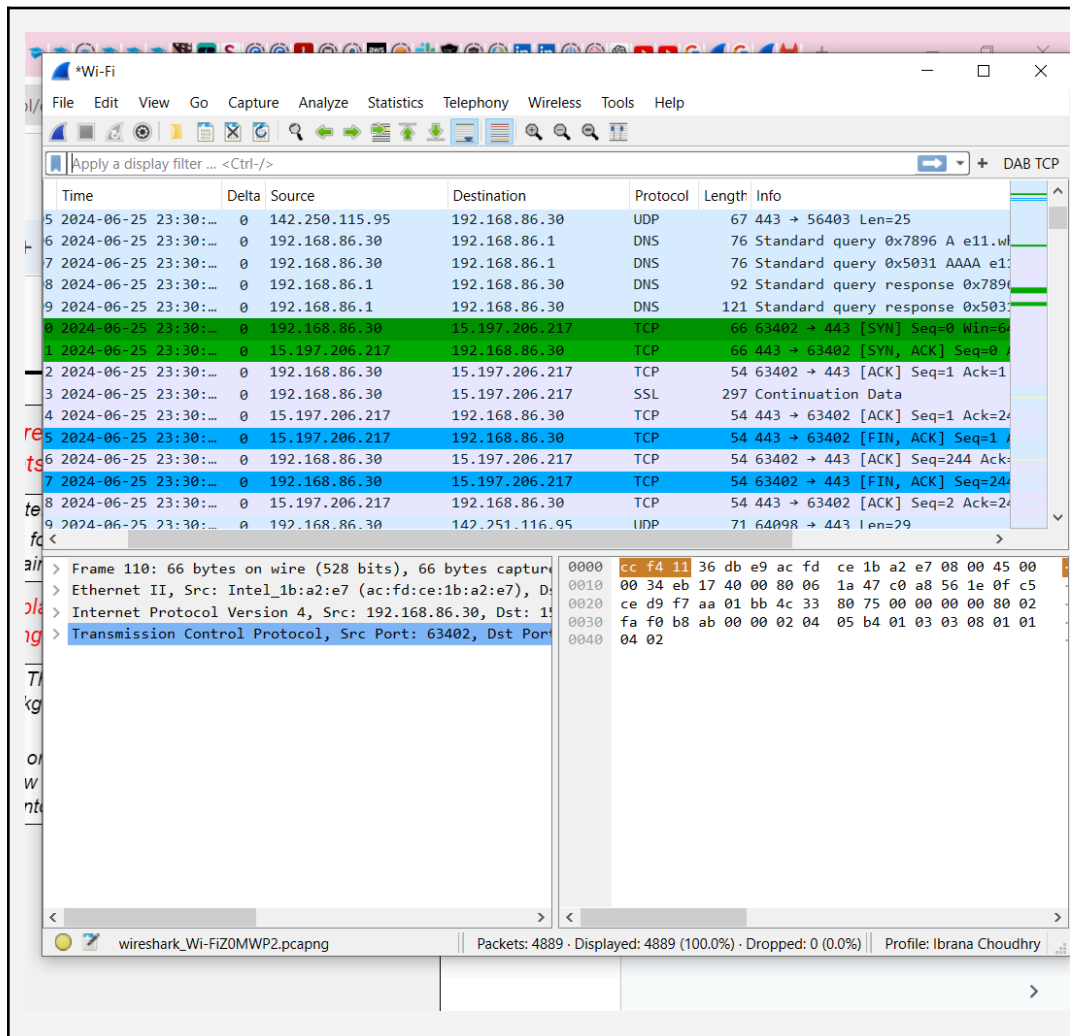 *Wi-Fi
File Edit View Go Capture Analyze Statistics Telephony Wireless Tools Help
Apply a display filter ... <Ctrl-/>
+ DAB TCP
Time Delta Source Destination Protocol Length Info
5 2024-06-25 23:30:… 0 142.250.115.95 192.168.86.30 UDP 67 443 → 56403 Len=25
6 2024-06-25 23:30:… 0 192.168.86.30 192.168.86.1 DNS 76 Standard query 0x7896 A e11.wh
7 2024-06-25 23:30:… 0 192.168.86.30 192.168.86.1 DNS 76 Standard query 0x5031 AAAA e11
8 2024-06-25 23:30:… 0 192.168.86.1 192.168.86.30 DNS 92 Standard query response 0x789
9 2024-06-25 23:30:… 0 192.168.86.1 192.168.86.30 DNS 121 Standard query response 0x503
0 2024-06-25 23:30:… 0 192.168.86.30 15.197.206.217 TCP 66 63402 → 443 [SYN] Seq=0 Win=64
1 2024-06-25 23:30:… 0 15.197.206.217 192.168.86.30 TCP 66 443 → 63402 [SYN, ACK] Seq=0 A
2 2024-06-25 23:30:… 0 192.168.86.30 15.197.206.217 TCP 54 63402 → 443 [ACK] Seq=1 Ack=1
3 2024-06-25 23:30:… 0 192.168.86.30 15.197.206.217 SSL 297 Continuation Data
4 2024-06-25 23:30:… 0 15.197.206.217 192.168.86.30 TCP 54 443 → 63402 [ACK] Seq=1 Ack=24
5 2024-06-25 23:30:… 0 15.197.206.217 192.168.86.30 TCP 54 443 → 63402 [FIN, ACK] Seq=1 A
6 2024-06-25 23:30:… 0 192.168.86.30 15.197.206.217 TCP 54 63402 → 443 [ACK] Seq=244 Ack=
7 2024-06-25 23:30:… 0 192.168.86.30 15.197.206.217 TCP 54 63402 → 443 [FIN, ACK] Seq=244
8 2024-06-25 23:30:… 0 15.197.206.217 192.168.86.30 TCP 54 443 → 63402 [ACK] Seq=2 Ack=24
9 2024-06-25 23:30:… 0 192.168.86.30 142.251.116.95 UDP 71 64098 → 443 Len=29
> Frame 110: 66 bytes on wire (528 bits), 66 bytes capture
> Ethernet II, Src: Intel_1b:a2:e7 (ac:fd:ce:1b:a2:e7), Ds
> Internet Protocol Version 4, Src: 192.168.86.30, Dst: 15
> Transmission Control Protocol, Src Port: 63402, Dst Port
0000 cc f4 11 36 db e9 ac fd ce 1b a2 e7 08 00 45 00
0010 00 34 eb 17 40 00 80 06 1a 47 c0 a8 56 1e 0f c5
0020 ce d9 f7 aa 01 bb 4c 33 80 75 00 00 00 00 80 02
0030 fa f0 b8 ab 00 00 02 04 05 b4 01 03 03 08 01 01
0040 04 02
wireshark_Wi-FiZ0MWP2.pcapng Packets: 4889 · Displayed: 4889 (100.0%) · Dropped: 0 (0.0%) Profile: Ibrana Choudhry